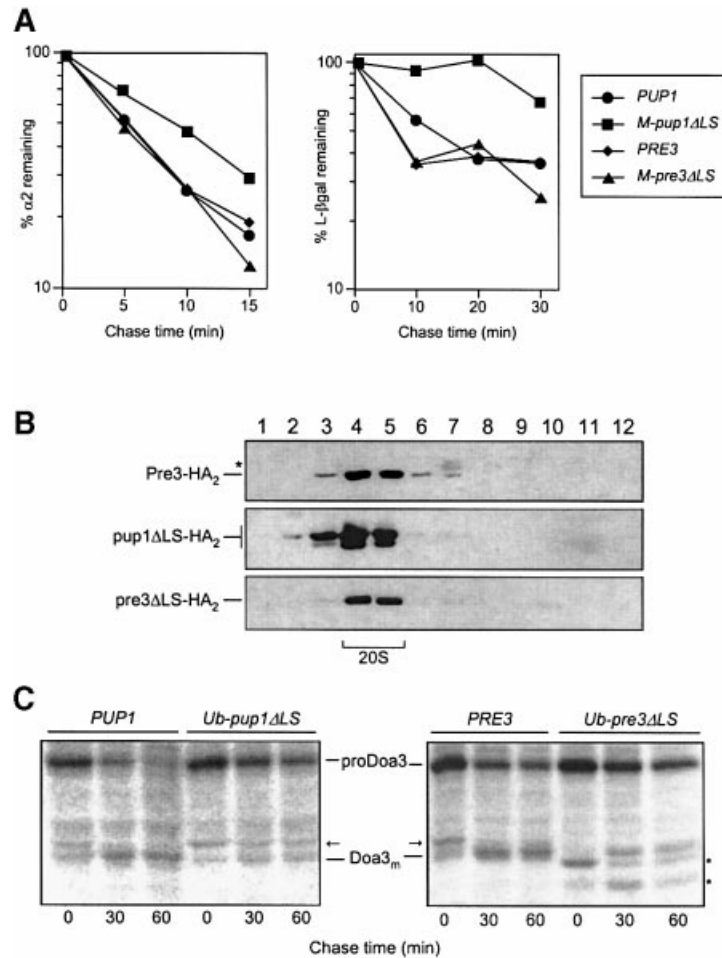 A
100
10
% α2 remaining
0 5 10 15
Chase time (min)
100
10
% L-βgal remaining
0 10 20 30
Chase time (min)
PUP1
M-pup1ΔLS
PRE3
M-pre3ΔLS
B
1 2 3 4 5 6 7 8 9 10 11 12
*
Pre3-HA2
pup1ΔLS-HA2
pre3ΔLS-HA2
20S
C
PUP1 Ub-pup1ΔLS PRE3 Ub-pre3ΔLS
proDoa3
← →
Doa3m
*
*
0 30 60 0 30 60 0 30 60 0 30 60
Chase time (min)